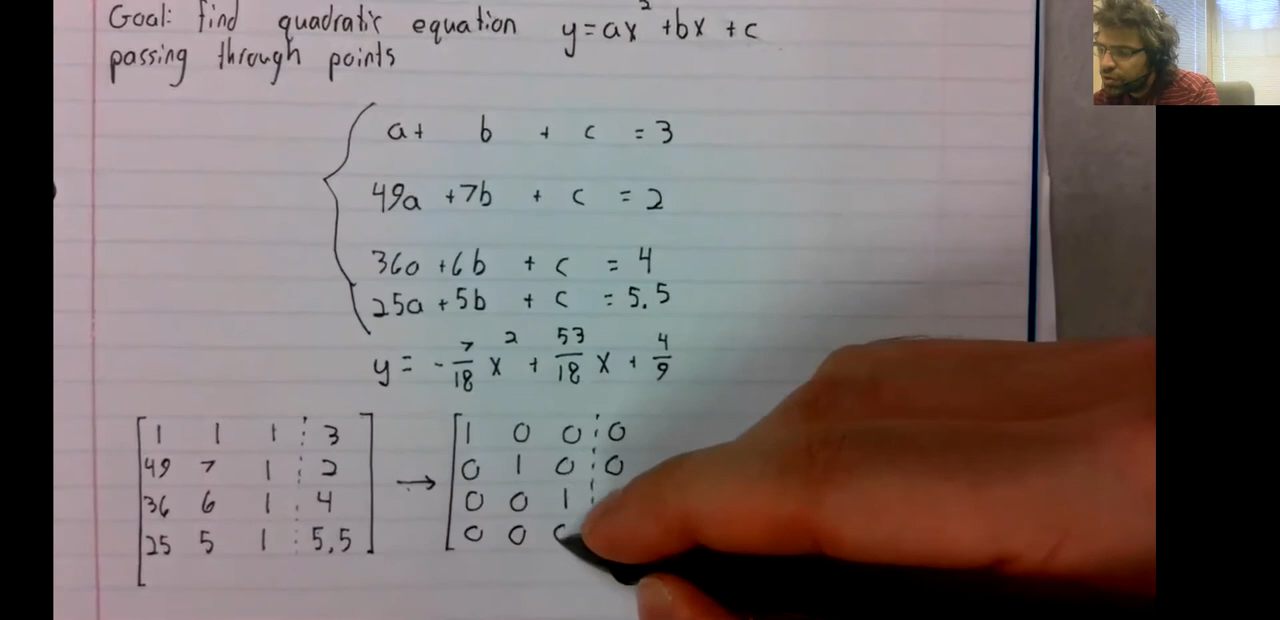 Goal: find quadratic equation y=ax²+bx+c
passing through points
a+ b + c = 3
49a +7b + c = 2
36a +6b + c = 4
25a +5b + c = 5.5
y = -7/18 x² + 53/18 x + 4/9
1 1 1 3 → 1 0 0 0
49 7 1 2 0 1 0 0
36 6 1 4 0 0 1
25 5 1 5.5 0 0